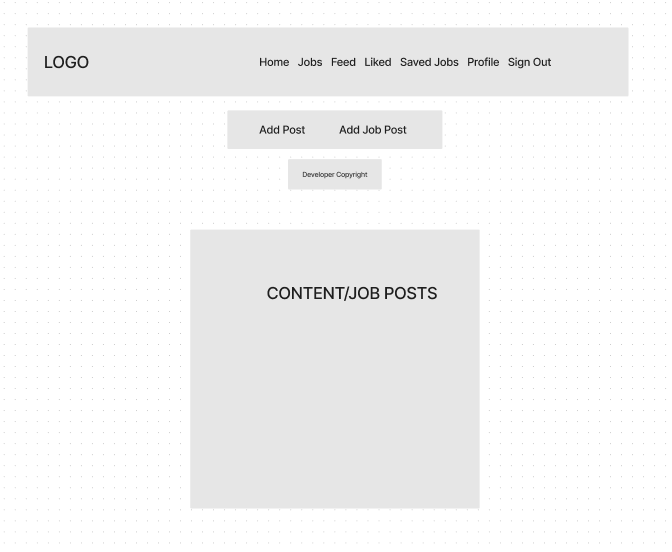 LOGO
Home Jobs Feed Liked Saved Jobs Profile Sign Out
Add Post Add Job Post
Developer Copyright
CONTENT/JOB POSTS